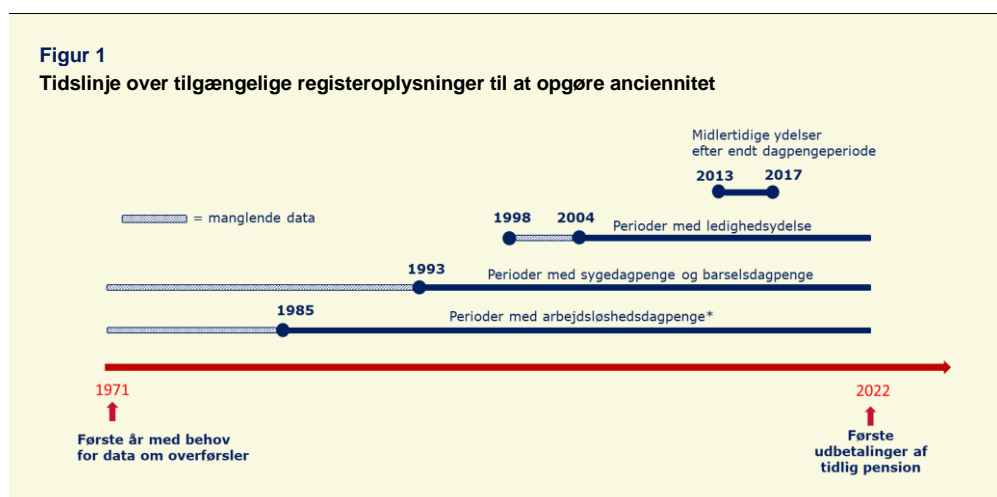 Figur 1
Tidslinje over tilgængelige registeroplysninger til at opgøre anciennitet
Midlertidige ydelser
efter endt dagpengeperiode
2013 2017
= manglende data
1998 2004
Perioder med ledighedsydelse
1993
Perioder med sygedagpenge og barselsdagpenge
1985
Perioder med arbejdsløshedsdagpenge*
1971
2022
Første år med behov
for data om overførsler
Første
udbetalinger af
tidlig pension